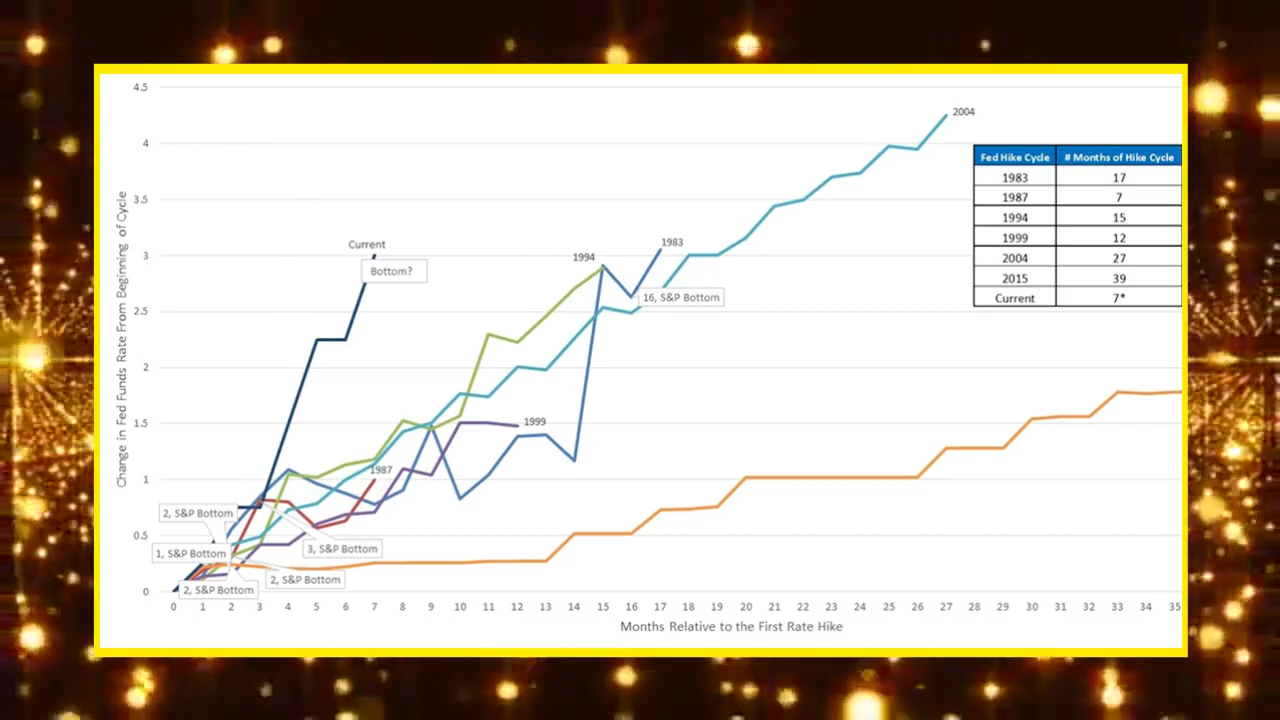 4.5
4
3.5
3
2.5
2
1.5
1
0.5
0
Change in Fed Funds Rate From Beginning of Cycle
2004
Current
Bottom?
1994
1983
16, S&P Bottom
1999
1987
2, S&P Bottom
1, S&P Bottom
3, S&P Bottom
2, S&P Bottom
2, S&P Bottom
Fed Hike Cycle # Months of Hike Cycle
1983 17
1987 7
1994 15
1999 12
2004 27
2015 39
Current 7*
0 1 2 3 4 5 6 7 8 9 10 11 12 13 14 15 16 17 18 19 20 21 22 23 24 25 26 27 28 29 30 31 32 33 34 35
Months Relative to the First Rate Hike